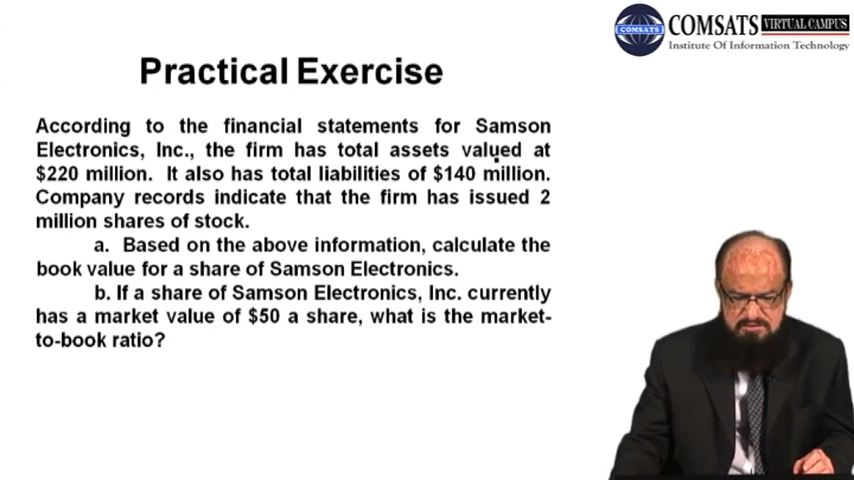 COMSATS VIRTUAL CAMPUS
COMSATS
Institute Of Information Technology
Practical Exercise
According to the financial statements for Samson
Electronics, Inc., the firm has total assets valued at
$220 million. It also has total liabilities of $140 million.
Company records indicate that the firm has issued 2
million shares of stock.
a. Based on the above information, calculate the
book value for a share of Samson Electronics.
b. If a share of Samson Electronics, Inc. currently
has a market value of $50 a share, what is the market-
to-book ratio?